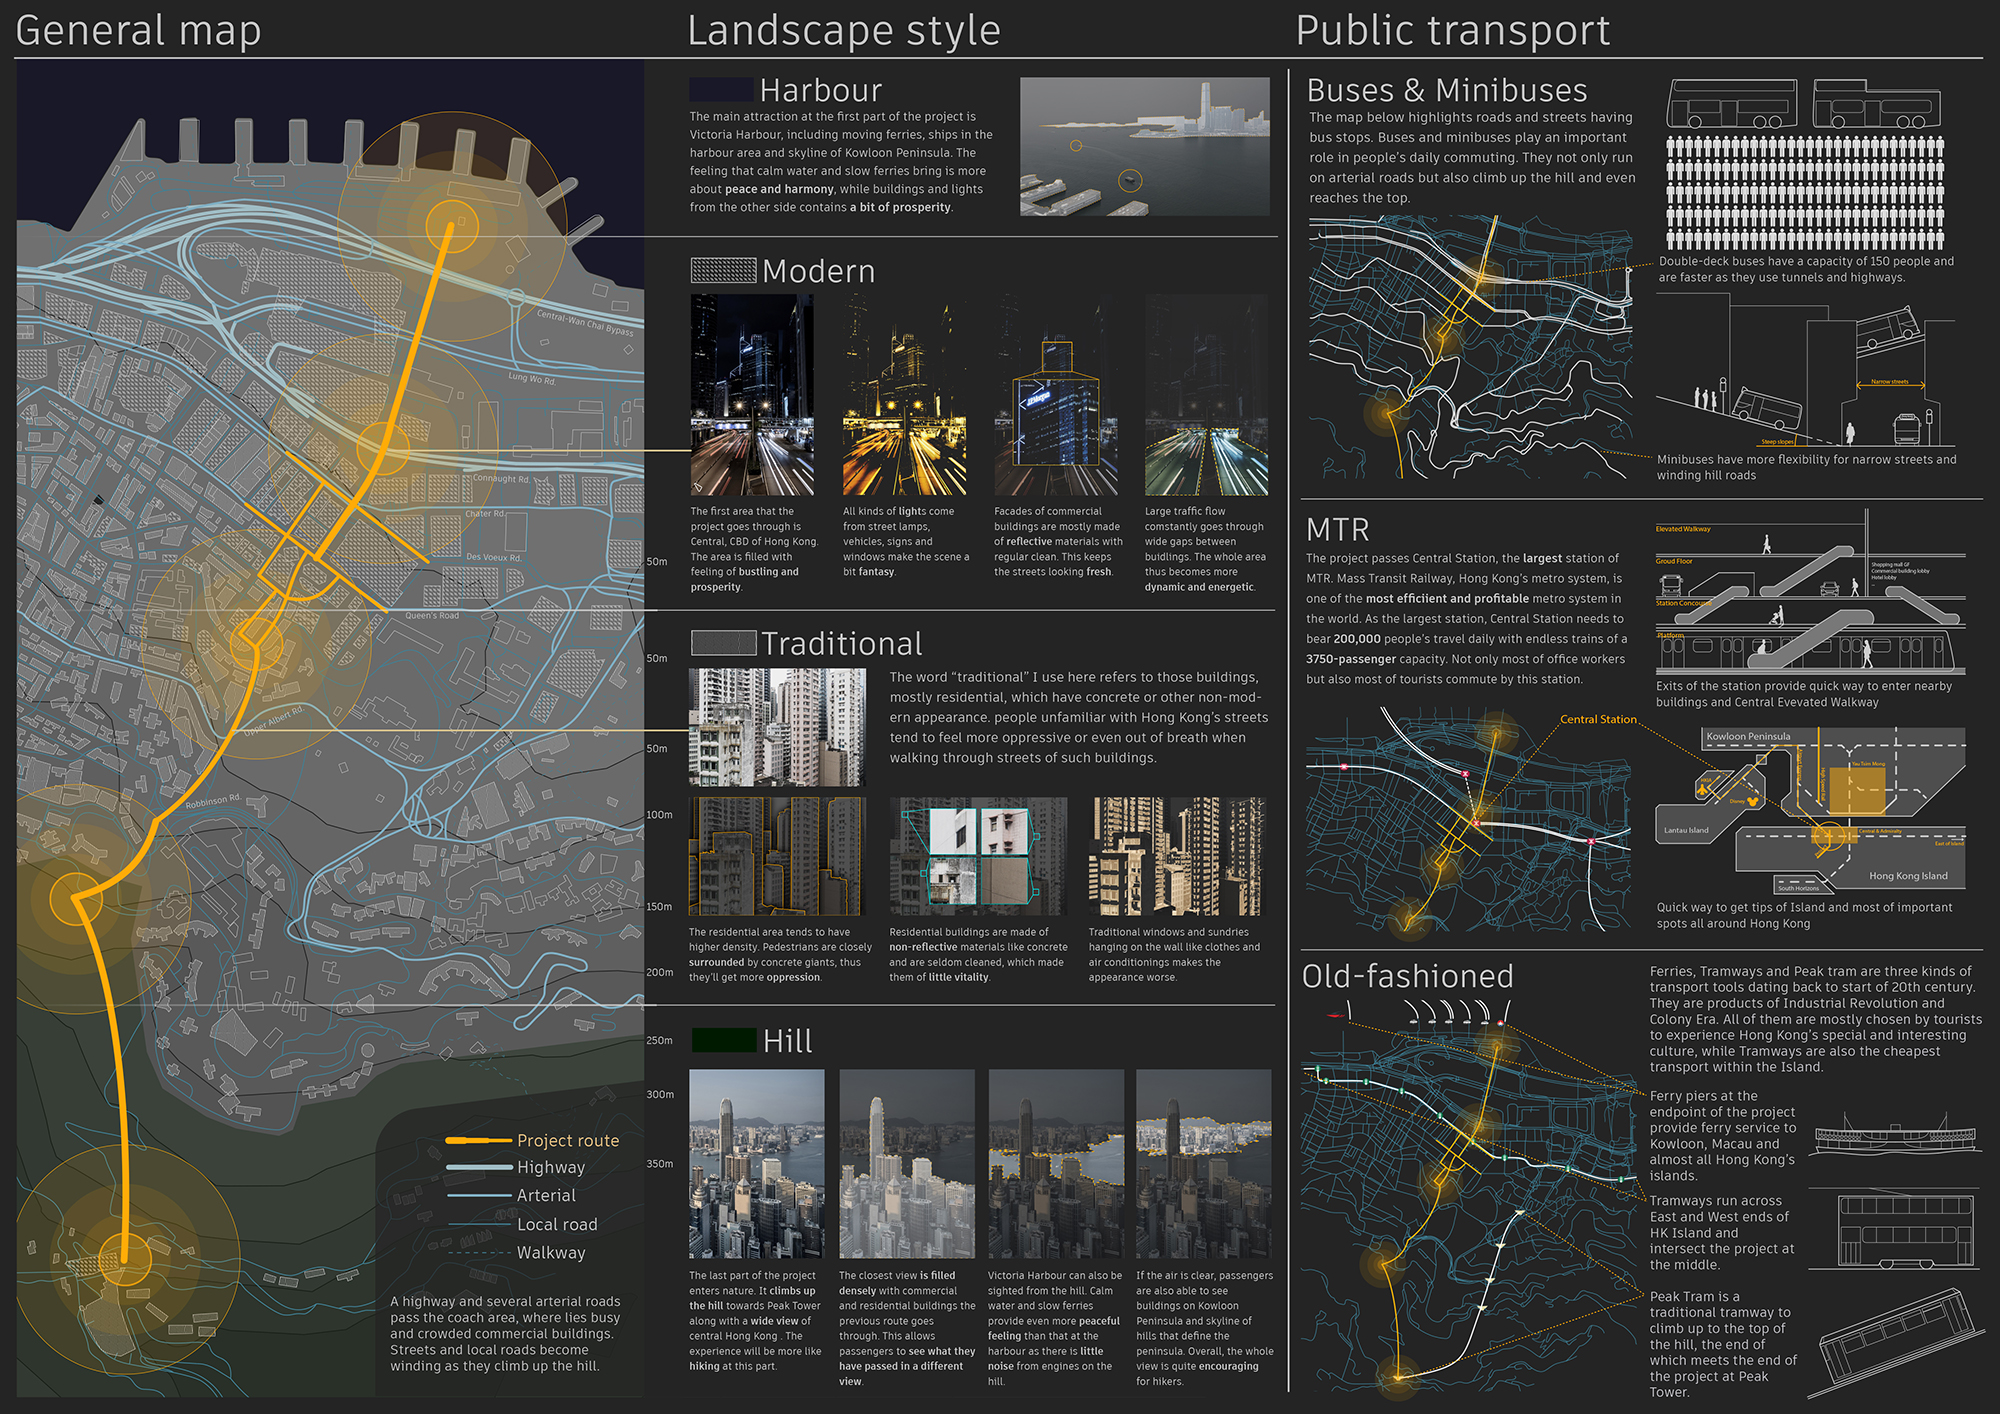 General map
Landscape style
Public transport
Central-Wan Chai Bypass
Lung Wo Rd.
Connaught Rd.
Chater Rd.
Des Voeux Rd.
Queen's Road
Upper Albert Rd.
Robbinson Rd.
50m
50m
50m
100m
150m
200m
250m
300m
350m
Project route
Highway
Arterial
Local road
Walkway
A highway and several arterial roads
pass the coach area, where lies busy
and crowded commercial buildings.
Streets and local roads become
winding as they climb up the hill.
Harbour
The main attraction at the first part of the project is
Victoria Harbour, including moving ferries, ships in the
harbour area and skyline of Kowloon Peninsula. The
feeling that calm water and slow ferries bring is more
about peace and harmony, while buildings and lights
from the other side contains a bit of prosperity.
Modern
J.P.Morgan
The first area that the
project goes through is
Central, CBD of Hong Kong.
The area is filled with
feeling of bustling and
prosperity.
All kinds of lights come
from street lamps,
vehicles, signs and
windows make the scene a
bit fantasy.
Facades of commercial
buildings are mostly made
of reflective materials with
regular clean. This keeps
the streets looking fresh.
Large traffic flow
comstantly goes through
wide gaps between
buidlings. The whole area
thus becomes more
dynamic and energetic.
Traditional
The word "traditional" I use here refers to those buildings,
mostly residential, which have concrete or other non-mod-
ern appearance. people unfamiliar with Hong Kong's streets
tend to feel more oppressive or even out of breath when
walking through streets of such buildings.
The residential area tends to have
higher density. Pedestrians are closely
surrounded by concrete giants, thus
they'll get more oppression.
Residential buildings are made of
non-reflective materials like concrete
and are seldom cleaned, which made
them of little vitality.
Traditional windows and sundries
hanging on the wall like clothes and
air conditionings makes the
appearance worse.
Hill
The last part of the project
enters nature. It climbs up
the hill towards Peak Tower
along with a wide view of
central Hong Kong . The
experience will be more like
hiking at this part.
The closest view is filled
densely with commercial
and residential buildings the
previous route goes
through. This allows
passengers to see what they
have passed in a different
view.
Victoria Harbour can also be
sighted from the hill. Calm
water and slow ferries
provide even more peaceful
feeling than that at the
harbour as there is little
noise from engines on the
hill.
If the air is clear, passengers
are also able to see
buildings on Kowloon
Peninsula and skyline of
hills that define the
peninsula. Overall, the whole
view is quite encouraging
for hikers.
Buses & Minibuses
The map below highlights roads and streets having
bus stops. Buses and minibuses play an important
role in people's daily commuting. They not only run
on arterial roads but also climb up the hill and even
reaches the top.
Double-deck buses have a capacity of 150 people and
are faster as they use tunnels and highways.
Narrow streets
Steep slopes
Minibuses have more flexibility for narrow streets and
winding hill roads
MTR
The project passes Central Station, the largest station of
MTR. Mass Transit Railway, Hong Kong's metro system, is
one of the most efficiient and profitable metro system in
the world. As the largest station, Central Station needs to
bear 200,000 people's travel daily with endless trains of a
3750-passenger capacity. Not only most of office workers
but also most of tourists commute by this station.
Elevated Walkway
Groud Floor
Shopping mall GF
Commercial building lobby
Hotel lobby
Station Concourse
Platform
Exits of the station provide quick way to enter nearby
buildings and Central Evevated Walkway
Central Station
Kowloon Peninsula
You Tsim Mong
HKIA
Disney
Lantau Island
Central & Admiralty
East of Island
Hong Kong Island
South Horizons
Quick way to get tips of Island and most of important
spots all around Hong Kong
Old-fashioned
Ferries, Tramways and Peak tram are three kinds of
transport tools dating back to start of 20th century.
They are products of Industrial Revolution and
Colony Era. All of them are mostly chosen by tourists
to experience Hong Kong's special and interesting
culture, while Tramways are also the cheapest
transport within the Island.
Ferry piers at the
endpoint of the project
provide ferry service to
Kowloon, Macau and
almost all Hong Kong's
islands.
Tramways run across
East and West ends of
HK Island and
intersect the project at
the middle.
Peak Tram is a
traditional tramway to
climb up to the top of
the hill, the end of
which meets the end of
the project at Peak
Tower.